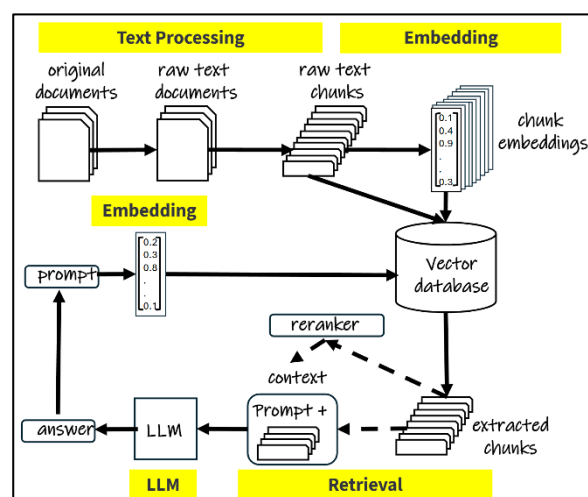 Text Processing
Embedding
original
documents
raw text
documents
raw text
chunks
0.1
0.4
0.9
.
.
0.3
chunk
embeddings
Embedding
prompt
0.2
0.3
0.8
.
.
0.1
Vector
database
reranker
context
answer
LLM
Prompt +
extracted
chunks
LLM
Retrieval